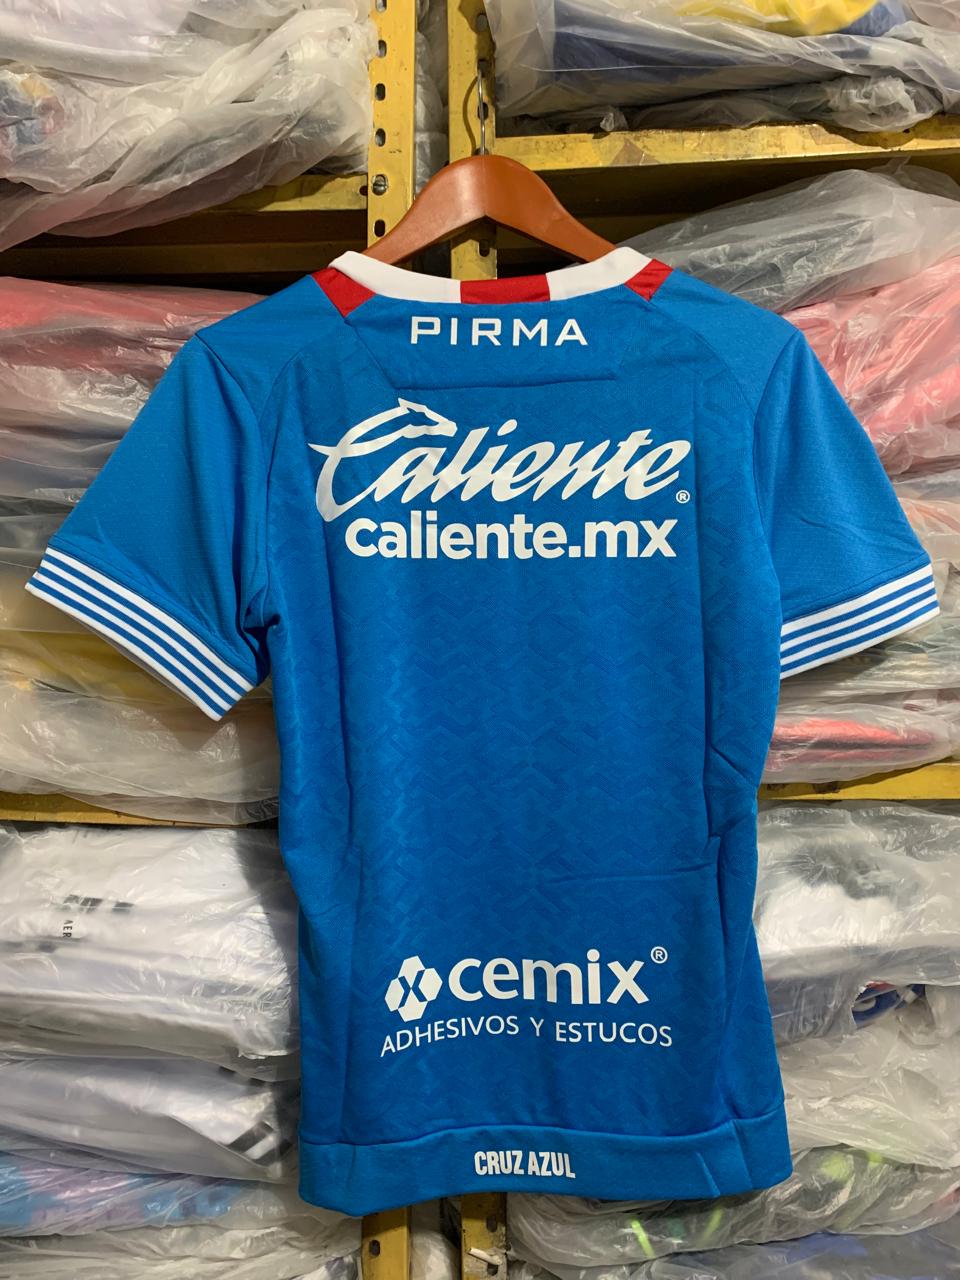 PIRMA
Caliente®
caliente.mx
cemix®
ADHESIVOS Y ESTUCOS
CRUZ AZUL